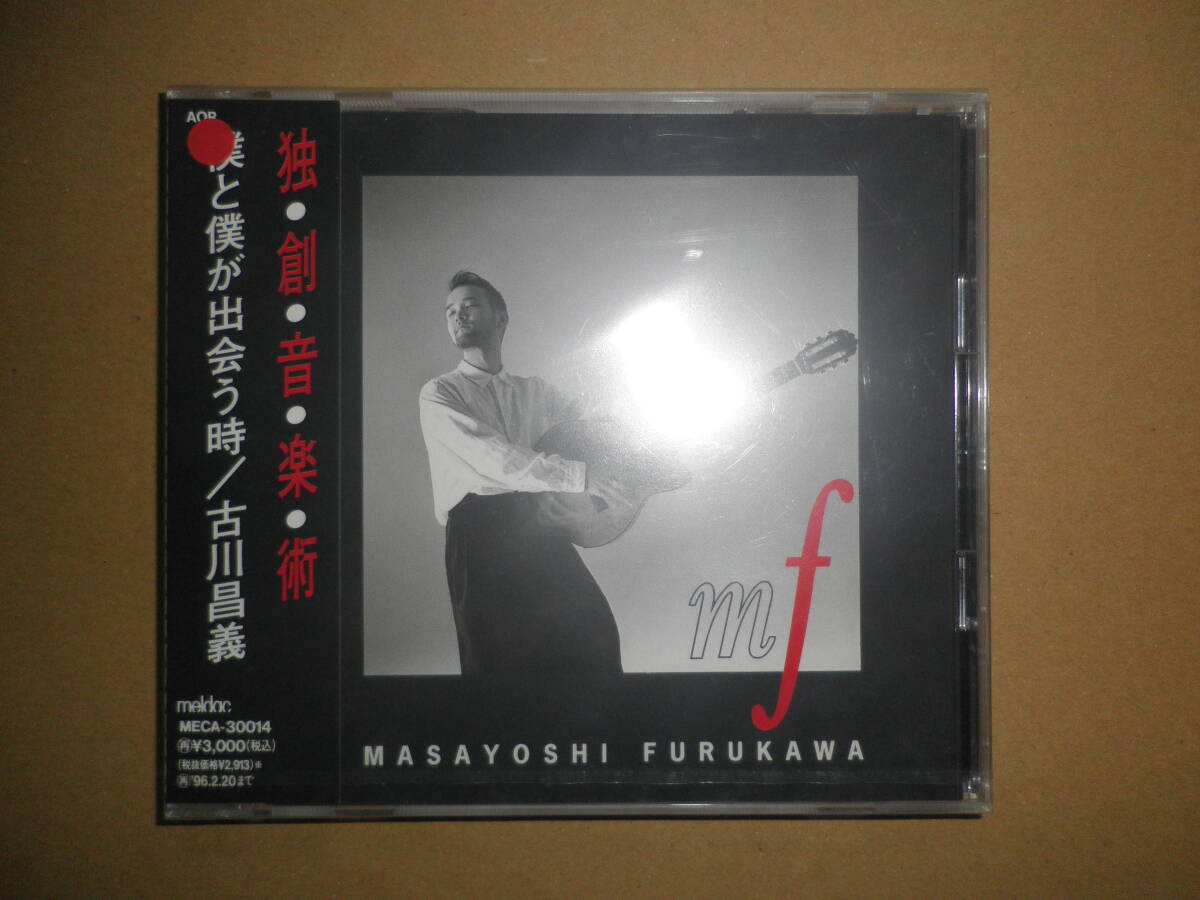 独・創・音・楽・術
AOR
僕と僕が出会う時/古川昌義
meldac
MECA-30014
再¥3,000(税込)
(税抜価格¥2,913)*
再'96.2.20まで
mf
MASAYOSHI FURUKAWA